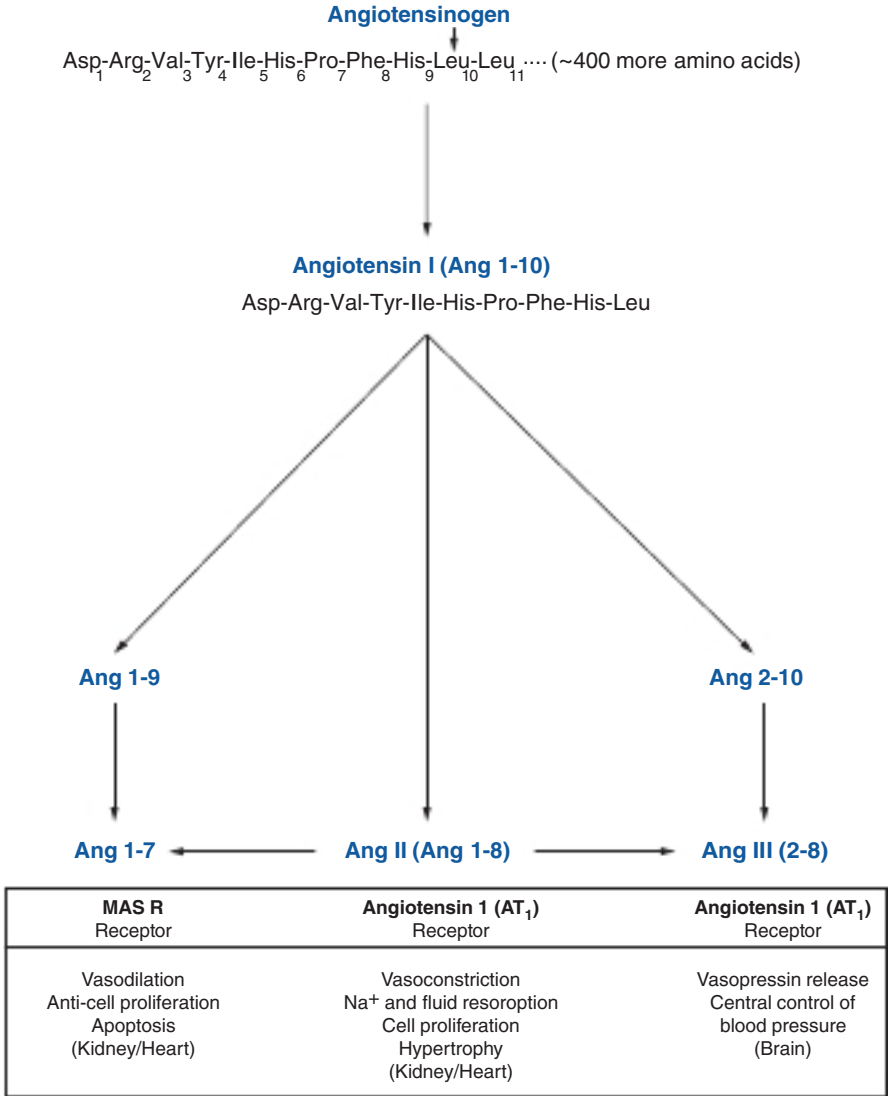 Angiotensinogen
Asp-Arg-Val-Tyr-Ile-His-Pro-Phe-His-Leu-Leu ···· (~400 more amino acids)
1 2 3 4 5 6 7 8 9 10 11
Angiotensin I (Ang 1-10)
Asp-Arg-Val-Tyr-Ile-His-Pro-Phe-His-Leu
Ang 1-9 Ang 2-10
Ang 1-7 Ang II (Ang 1-8) Ang III (2-8)
MAS R Angiotensin 1 (AT₁) Angiotensin 1 (AT₁)
Receptor Receptor Receptor
Vasodilation Vasoconstriction Vasopressin release
Anti-cell proliferation Na⁺ and fluid resoroption Central control of
Apoptosis Cell proliferation blood pressure
(Kidney/Heart) Hypertrophy (Brain)
(Kidney/Heart)